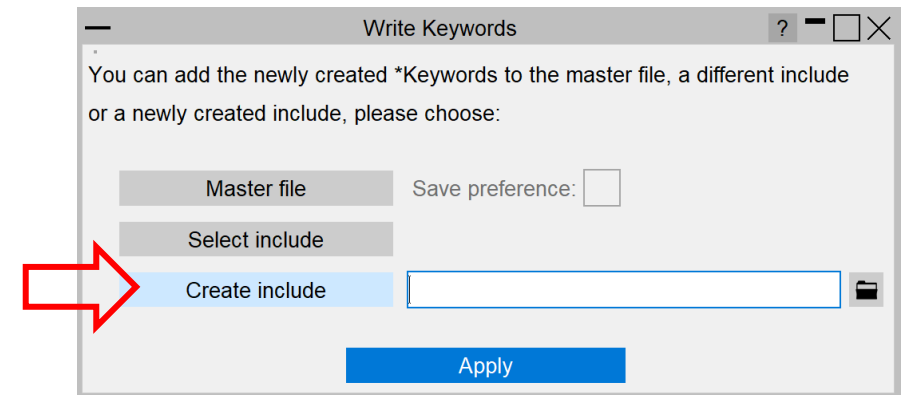 Write Keywords
?
You can add the newly created *Keywords to the master file, a different include
or a newly created include, please choose:
Master file
Save preference:
Select include
Create include
Apply